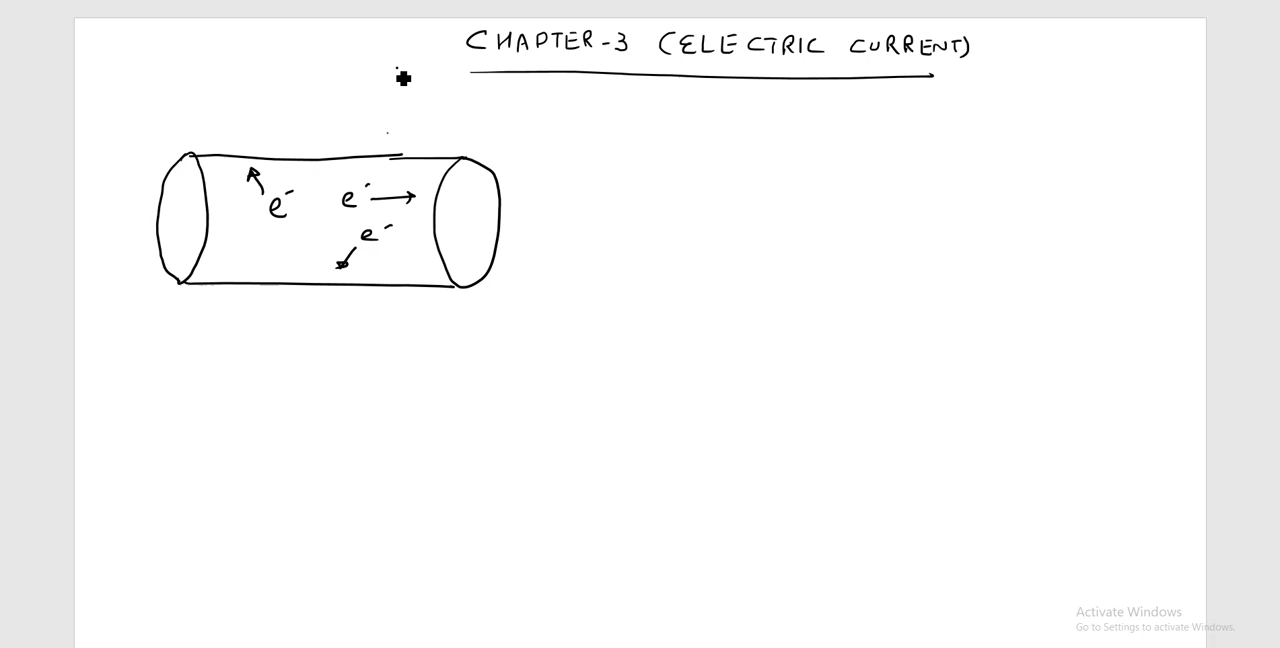 CHAPTER-3 (ELECTRIC CURRENT)
e⁻ e⁻
e⁻
Activate Windows
Go to Settings to activate Windows.